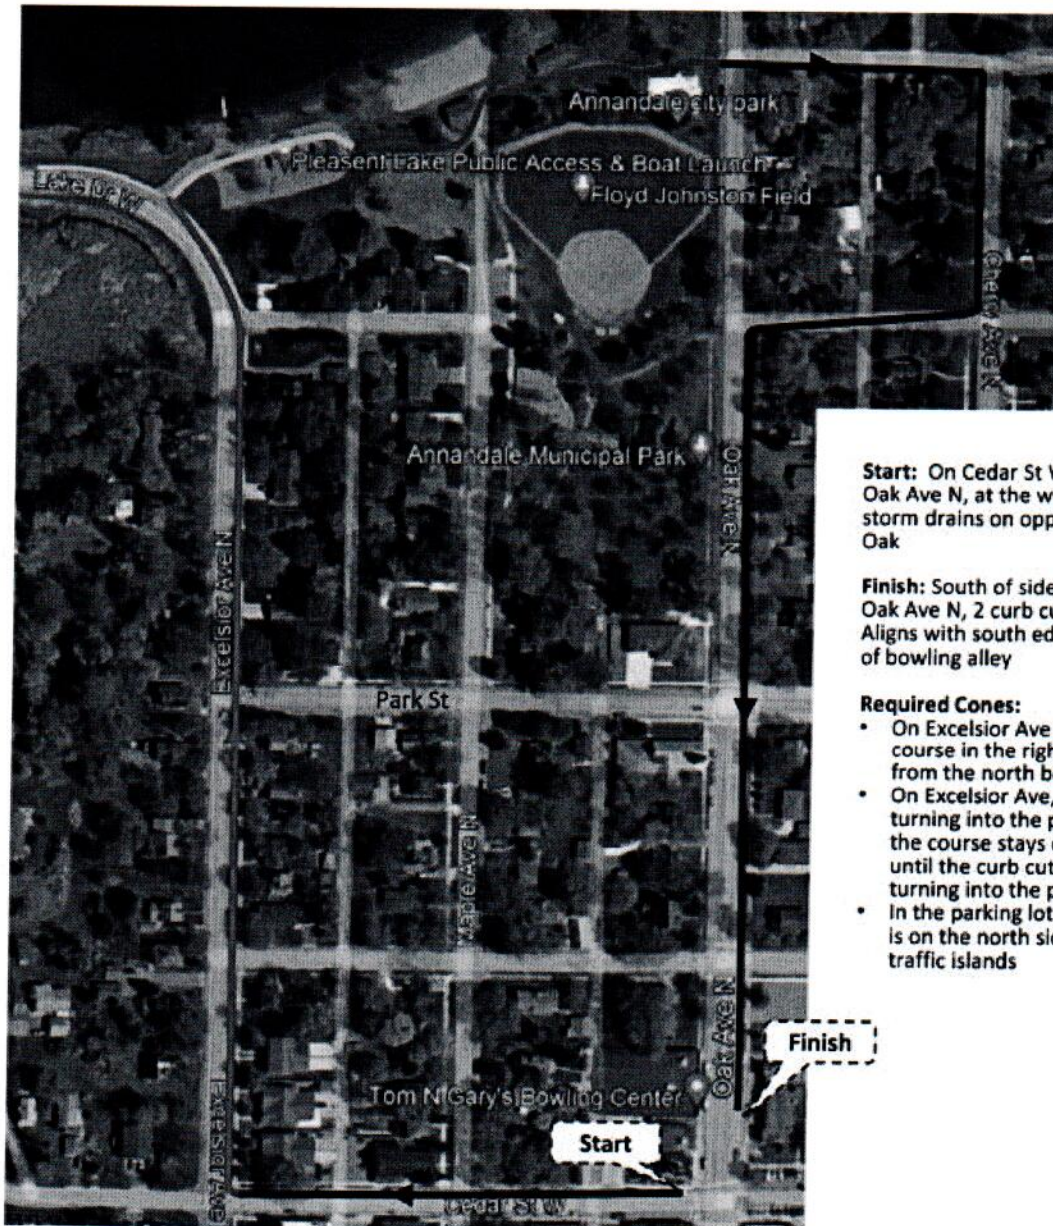 Annandale city park
Pleasent Lake Public Access & Boat Launch
Lake Dr W
Floyd Johnston Field
Cherry Ave N
Annandale Municipal Park
Oak Ave N
Excelsior Ave N
Park St
Maple Ave N
Oak Ave N
Finish
Tom N Gary's Bowling Center
Start
Excelsior Ave
Cedar St W
Start: On Cedar St
Oak Ave N, at the w
storm drains on opp
Oak
Finish: South of side
Oak Ave N, 2 curb cu
Aligns with south ed
of bowling alley
Required Cones:
• On Excelsior Ave
course in the righ
from the north b
• On Excelsior Ave,
turning into the p
the course stays
until the curb cut
turning into the p
• In the parking lot
is on the north sid
traffic islands